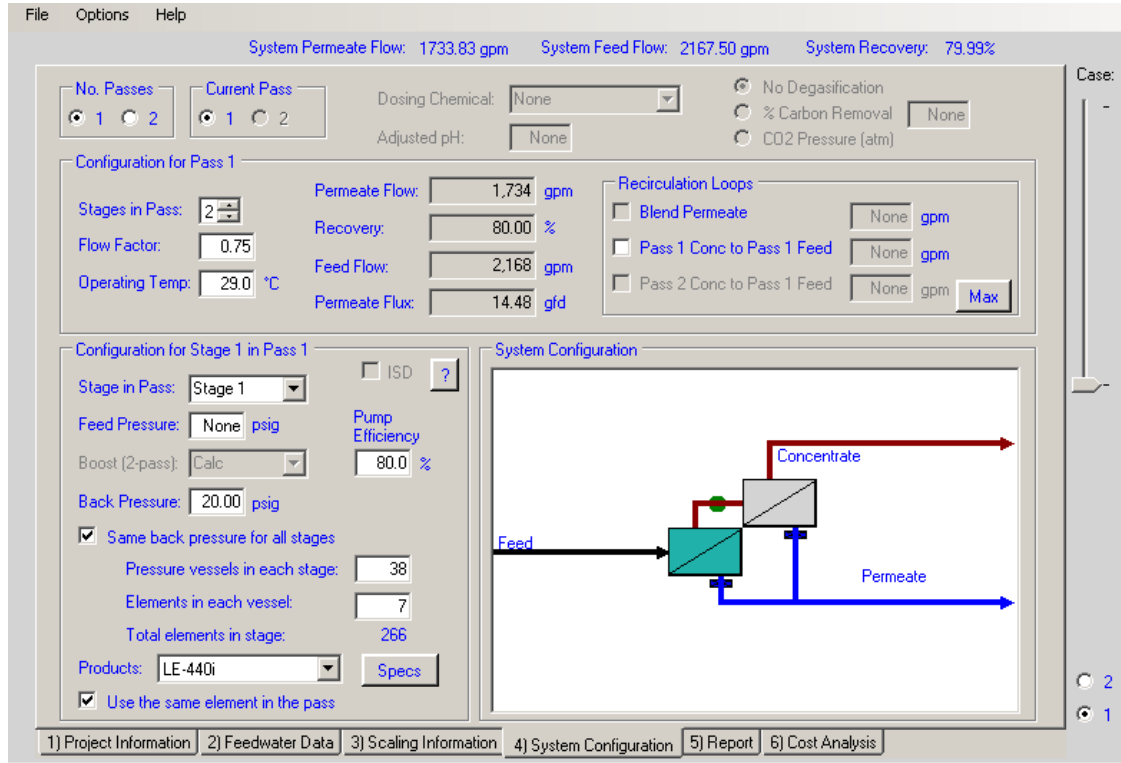 File Options Help
System Permeate Flow: 1733.83 gpm System Feed Flow: 2167.50 gpm System Recovery: 79.99%
Case:
No. Passes
1 2
Current Pass
1 2
Dosing Chemical: None
Adjusted pH: None
No Degasification
% Carbon Removal None
CO2 Pressure (atm)
Configuration for Pass 1
Stages in Pass: 2
Flow Factor: 0.75
Operating Temp: 29.0 °C
Permeate Flow: 1,734 gpm
Recovery: 80.00 %
Feed Flow: 2,168 gpm
Permeate Flux: 14.48 gfd
Recirculation Loops
Blend Permeate None gpm
Pass 1 Conc to Pass 1 Feed None gpm
Pass 2 Conc to Pass 1 Feed None gpm Max
Configuration for Stage 1 in Pass 1
ISD ?
Stage in Pass: Stage 1
Feed Pressure: None psig
Pump
Efficiency
80.0 %
Boost (2-pass): Calc
Back Pressure: 20.00 psig
Same back pressure for all stages
Pressure vessels in each stage: 38
Elements in each vessel: 7
Total elements in stage: 266
Products: LE-440i Specs
Use the same element in the pass
System Configuration
Concentrate
Feed
Permeate
2
1
1) Project Information 2) Feedwater Data 3) Scaling Information 4) System Configuration 5) Report 6) Cost Analysis